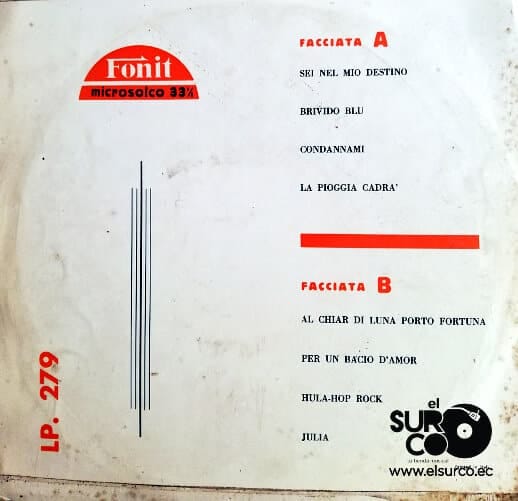 Fonit
microsolco 33⅓
FACCIATA A
SEI NEL MIO DESTINO
BRIVIDO BLU
CONDANNAMI
LA PIOGGIA CADRA'
FACCIATA B
AL CHIAR DI LUNA PORTO FORTUNA
PER UN BACIO D'AMOR
HULA-HOP ROCK
JULIA
LP. 279
el
SURCO
www.elsurco.ec